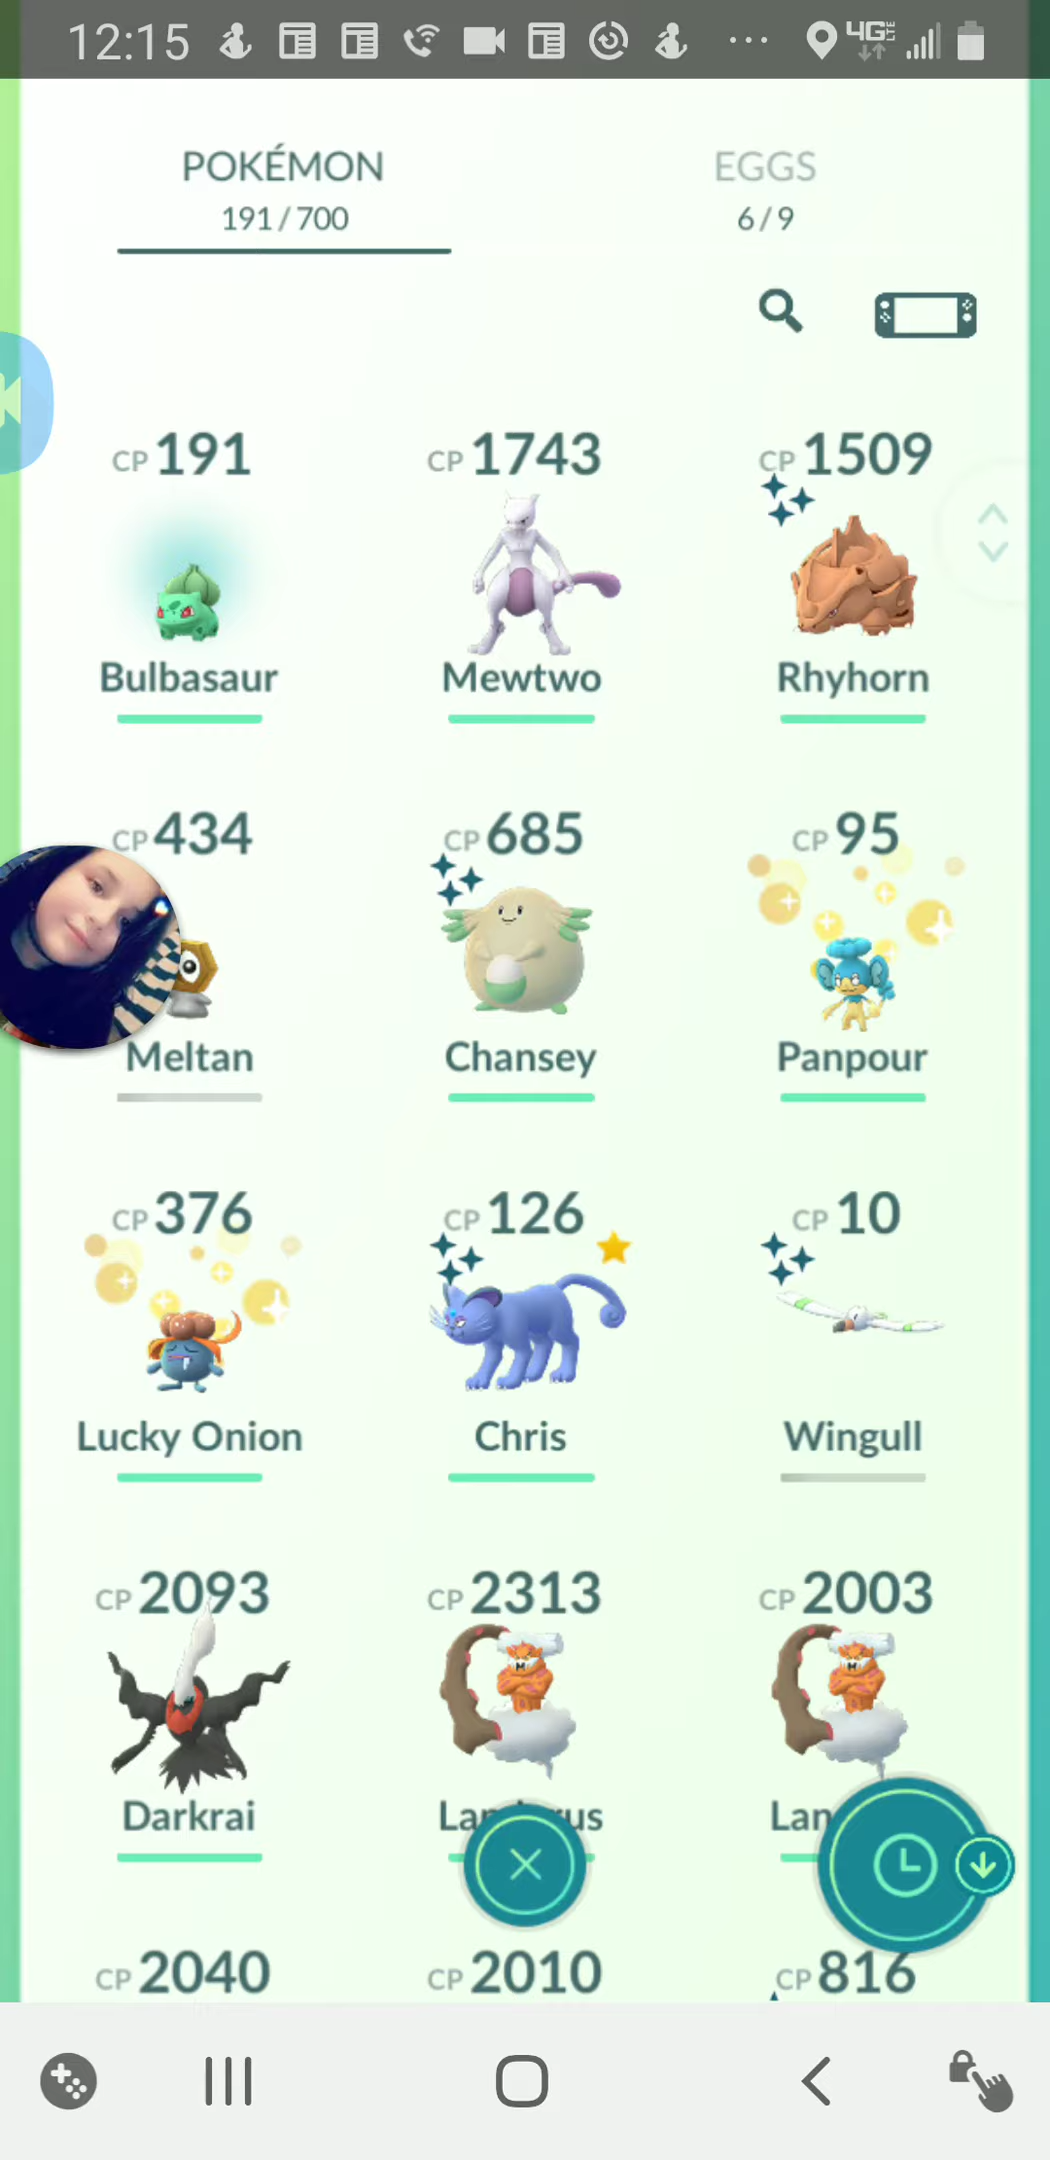 12:15 4G LTE
POKÉMON EGGS
191/700 6/9
CP 191 CP 1743 CP 1509
Bulbasaur Mewtwo Rhyhorn
CP 434 CP 685 CP 95
Meltan Chansey Panpour
CP 376 CP 126 CP 10
Lucky Onion Chris Wingull
CP 2093 CP 2313 CP 2003
Darkrai
CP 2040 CP 2010 CP 816